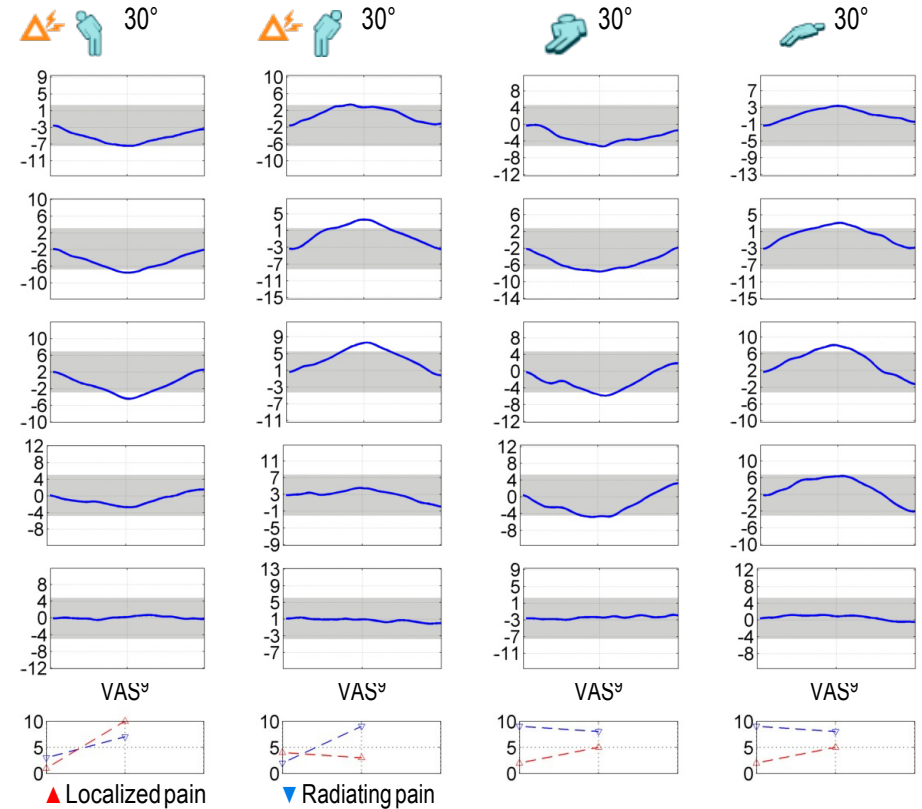 30° 30° 30° 30°
9 10 8 7
5 6 4 3
1 2 0 -1
-3 -2 -4 -5
-7 -6 -8 -9
-11 -10 -12 -13
10 5 6 5
6 1 2 1
2 -3 -2 -3
-2 -7 -6 -7
-6 -11 -10 -11
-10 -15 -14 -15
10 9 8 10
6 5 4 6
2 1 0 2
-2 -3 -4 -2
-6 -7 -8 -6
-10 -11 -12 -10
12 11 12 10
8 7 8 6
4 3 4 2
0 -1 0 -2
-4 -5 -4 -6
-8 -9 -8 -10
8 13 9 12
4 9 5 8
0 5 1 4
-4 1 -3 0
-8 -3 -7 -4
-12 -7 -11 -8
VAS⁹ VAS⁹ VAS⁹ VAS⁹
10 10 10 10
5 5 5 5
0 0 0 0
Localized pain Radiating pain